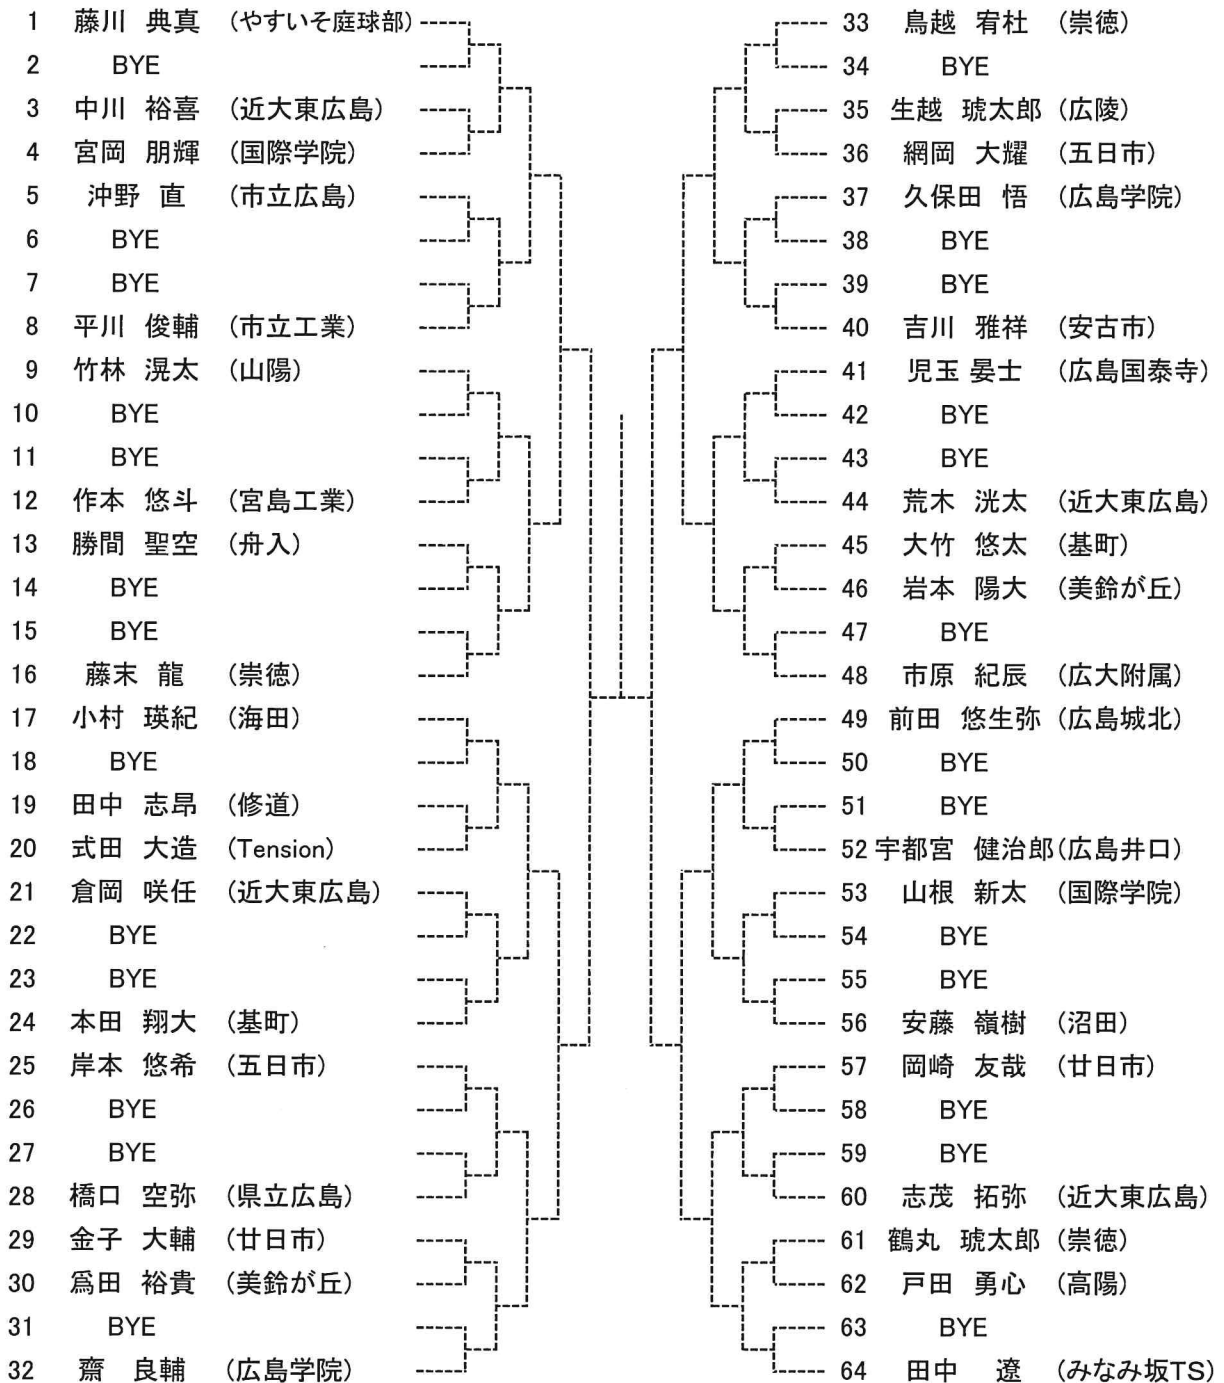 1 藤川 典真 (やすいそ庭球部)
2 BYE
3 中川 裕喜 (近大東広島)
4 宮岡 朋輝 (国際学院)
5 沖野 直 (市立広島)
6 BYE
7 BYE
8 平川 俊輔 (市立工業)
9 竹林 滉太 (山陽)
10 BYE
11 BYE
12 作本 悠斗 (宮島工業)
13 勝間 聖空 (舟入)
14 BYE
15 BYE
16 藤末 龍 (崇徳)
17 小村 瑛紀 (海田)
18 BYE
19 田中 志昂 (修道)
20 式田 大造 (Tension)
21 倉岡 咲任 (近大東広島)
22 BYE
23 BYE
24 本田 翔大 (基町)
25 岸本 悠希 (五日市)
26 BYE
27 BYE
28 橋口 空弥 (県立広島)
29 金子 大輔 (廿日市)
30 爲田 裕貴 (美鈴が丘)
31 BYE
32 齋 良輔 (広島学院)
33 鳥越 宥杜 (崇徳)
34 BYE
35 生越 琥太郎 (広陵)
36 網岡 大耀 (五日市)
37 久保田 悟 (広島学院)
38 BYE
39 BYE
40 吉川 雅祥 (安古市)
41 児玉 晏士 (広島国泰寺)
42 BYE
43 BYE
44 荒木 洸太 (近大東広島)
45 大竹 悠太 (基町)
46 岩本 陽大 (美鈴が丘)
47 BYE
48 市原 紀辰 (広大附属)
49 前田 悠生弥 (広島城北)
50 BYE
51 BYE
52 宇都宮 健治郎 (広島井口)
53 山根 新太 (国際学院)
54 BYE
55 BYE
56 安藤 嶺樹 (沼田)
57 岡崎 友哉 (廿日市)
58 BYE
59 BYE
60 志茂 拓弥 (近大東広島)
61 鶴丸 琥太郎 (崇徳)
62 戸田 勇心 (高陽)
63 BYE
64 田中 遼 (みなみ坂TS)